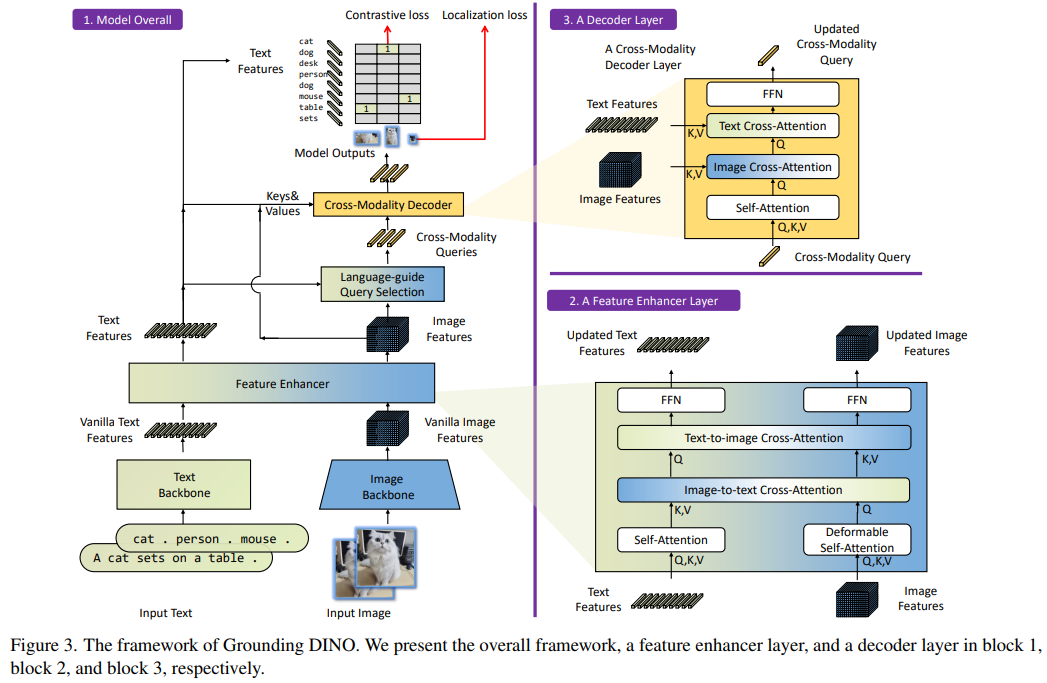 1. Model Overall
Contrastive loss
Localization loss
Text
Features
cat
dog
desk
person
dog
mouse
table
sets
1
1
1
Model Outputs
Keys&
Values
Cross-Modality Decoder
Cross-Modality
Queries
Language-guide
Query Selection
Text
Features
Image
Features
Feature Enhancer
Vanilla Text
Features
Vanilla Image
Features
Text
Backbone
Image
Backbone
cat . person . mouse .
A cat sets on a table .
Input Text
Input Image
3. A Decoder Layer
A Cross-Modality
Decoder Layer
Updated
Cross-Modality
Query
FFN
Text Features
K,V
Text Cross-Attention
Q
Image Cross-Attention
K,V
Q
Image Features
Self-Attention
Q,K,V
Cross-Modality Query
2. A Feature Enhancer Layer
Updated Text
Features
Updated Image
Features
FFN
FFN
Text-to-image Cross-Attention
Q
K,V
Image-to-text Cross-Attention
K,V
Q
Self-Attention
Deformable
Self-Attention
Q,K,V
Q,K,V
Text
Features
Image
Features
Figure 3. The framework of Grounding DINO. We present the overall framework, a feature enhancer layer, and a decoder layer in block 1,
block 2, and block 3, respectively.